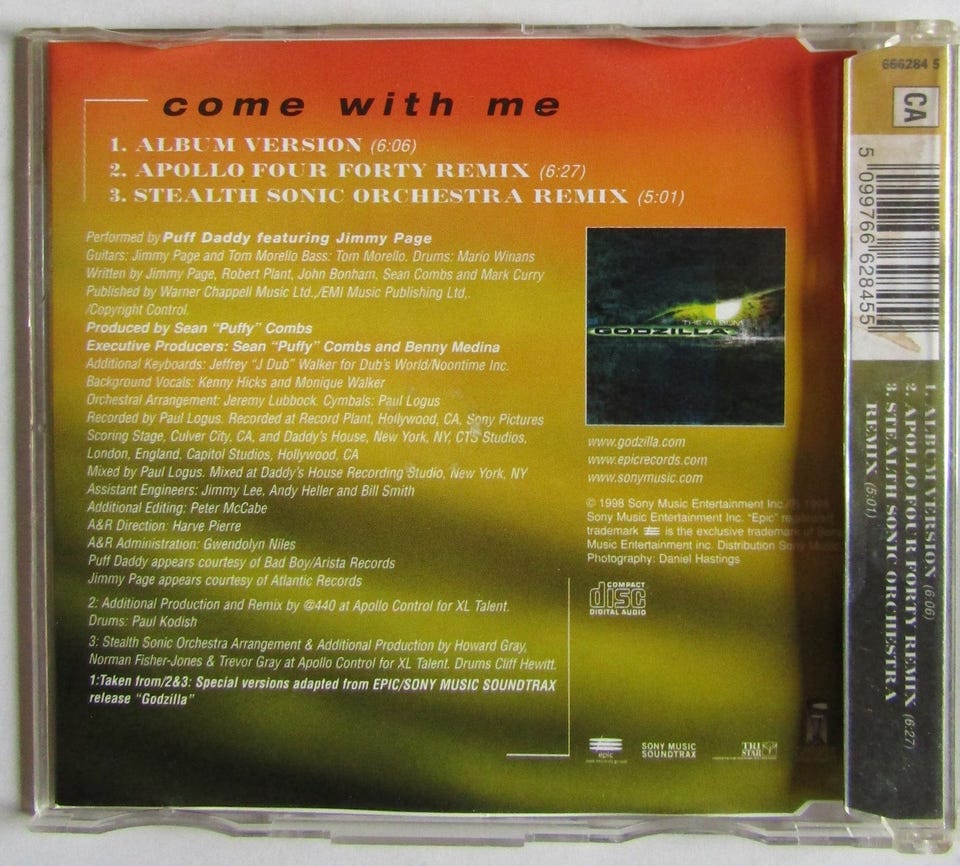 come with me
1. ALBUM VERSION (6:06)
2. APOLLO FOUR FORTY REMIX (6:27)
3. STEALTH SONIC ORCHESTRA REMIX (5:01)
Performed by Puff Daddy featuring Jimmy Page
Guitars: Jimmy Page and Tom Morello Bass: Tom Morello. Drums: Mario Winans
Written by Jimmy Page, Robert Plant, John Bonham, Sean Combs and Mark Curry
Published by Warner Chappell Music Ltd.,/EMI Music Publishing Ltd,.
/Copyright Control.
Produced by Sean "Puffy" Combs
Executive Producers: Sean "Puffy" Combs and Benny Medina
Additional Keyboards: Jeffrey "J Dub" Walker for Dub's World/Noontime Inc.
Background Vocals: Kenny Hicks and Monique Walker
Orchestral Arrangement: Jeremy Lubbock. Cymbals: Paul Logus
Recorded by Paul Logus. Recorded at Record Plant, Hollywood, CA, Sony Pictures
Scoring Stage, Culver City, CA, and Daddy's House, New York, NY, CTS Studios,
London, England, Capitol Studios, Hollywood, CA
Mixed by Paul Logus. Mixed at Daddy's House Recording Studio, New York, NY
Assistant Engineers: Jimmy Lee, Andy Heller and Bill Smith
Additional Editing: Peter McCabe
A&R Direction: Harve Pierre
A&R Administration: Gwendolyn Niles
Puff Daddy appears courtesy of Bad Boy/Arista Records
Jimmy Page appears courtesy of Atlantic Records
2: Additional Production and Remix by @440 at Apollo Control for XL Talent.
Drums: Paul Kodish
3: Stealth Sonic Orchestra Arrangement & Additional Production by Howard Gray,
Norman Fisher-Jones & Trevor Gray at Apollo Control for XL Talent. Drums Cliff Hewitt.
1:Taken from/2&3: Special versions adapted from EPIC/SONY MUSIC SOUNDTRAX
release "Godzilla"
THE ALBUM
GODZILLA
www.godzilla.com
www.epicrecords.com
www.sonymusic.com
© 1998 Sony Music Entertainment Inc.
Sony Music Entertainment Inc. "Epic"
trademark is the exclusive trademark of
Music Entertainment inc. Distribution Sony Music
Photography: Daniel Hastings
COMPACT
disc
DIGITAL AUDIO
epic
SONY MUSIC
SOUNDTRAX
TRI
STAR
666284 5
CA
5 099766 628455
1. ALBUM VERSION (6:06)
2. APOLLO FOUR FORTY REMIX (6:27)
3. STEALTH SONIC ORCHESTRA
REMIX (5:01)